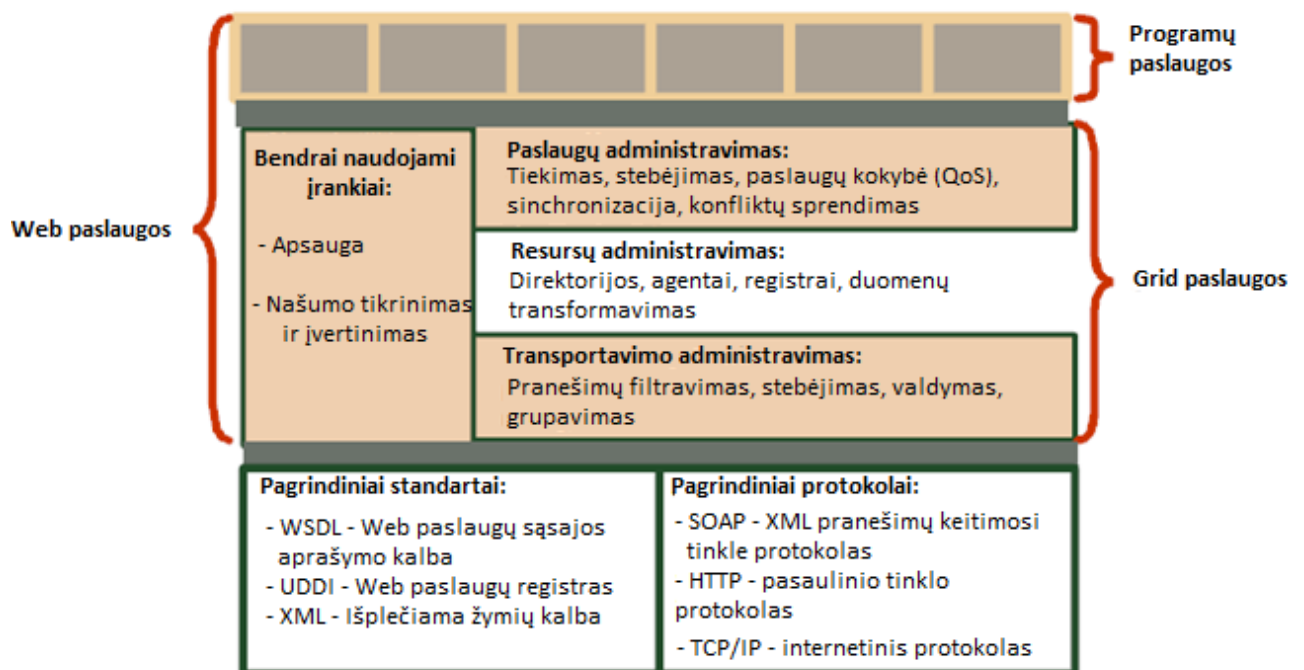 Programų
paslaugos
Web paslaugos
Bendrai naudojami
įrankiai:
- Apsauga
- Našumo tikrinimas
ir įvertinimas
Paslaugų administravimas:
Tiekimas, stebėjimas, paslaugų kokybė (QoS),
sinchronizacija, konfliktų sprendimas
Resursų administravimas:
Direktorijos, agentai, registrai, duomenų
transformavimas
Transportavimo administravimas:
Pranešimų filtravimas, stebėjimas, valdymas,
grupavimas
Grid paslaugos
Pagrindiniai standartai:
- WSDL - Web paslaugų sąsajos
aprašymo kalba
- UDDI - Web paslaugų registras
- XML - Išplečiama žymių kalba
Pagrindiniai protokolai:
- SOAP - XML pranešimų keitimosi
tinkle protokolas
- HTTP - pasaulinio tinklo
protokolas
- TCP/IP - internetinis protokolas